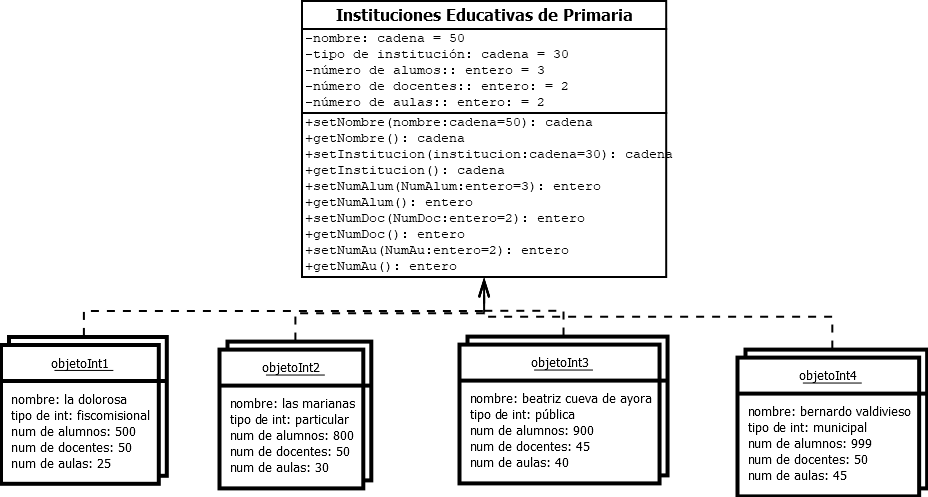 Instituciones Educativas de Primaria
-nombre: cadena = 50
-tipo de institución: cadena = 30
-número de alumos:: entero = 3
-número de docentes:: entero: = 2
-número de aulas:: entero: = 2
+setNombre(nombre:cadena=50): cadena
+getNombre(): cadena
+setInstitucion(institucion:cadena=30): cadena
+getInstitucion(): cadena
+setNumAlum(NumAlum:entero=3): entero
+getNumAlum(): entero
+setNumDoc(NumDoc:entero=2): entero
+getNumDoc(): entero
+setNumAu(NumAu:entero=2): entero
+getNumAu(): entero
objetoInt1
nombre: la dolorosa
tipo de int: fiscomisional
num de alumnos: 500
num de docentes: 50
num de aulas: 25
objetoInt2
nombre: las marianas
tipo de int: particular
num de alumnos: 800
num de docentes: 50
num de aulas: 30
objetoInt3
nombre: beatriz cueva de ayora
tipo de int: pública
num de alumnos: 900
num de docentes: 45
num de aulas: 40
objetoInt4
nombre: bernardo valdivieso
tipo de int: municipal
num de alumnos: 999
num de docentes: 50
num de aulas: 45